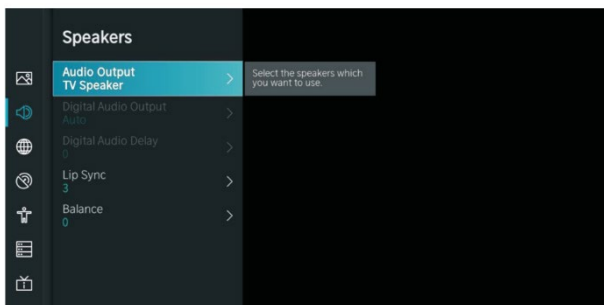 Speakers
Audio Output
TV Speaker
Select the speakers which
you want to use.
Digital Audio Output
Auto
Digital Audio Delay
0
Lip Sync
3
Balance
0